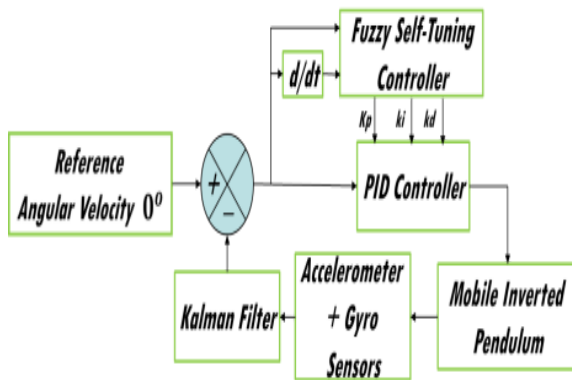 Fuzzy Self-Tuning
Controller
d/dt
Kp ki kd
Reference
Angular Velocity 0⁰
+
−
PID Controller
Kalman Filter
Accelerometer
+ Gyro
Sensors
Mobile Inverted
Pendulum